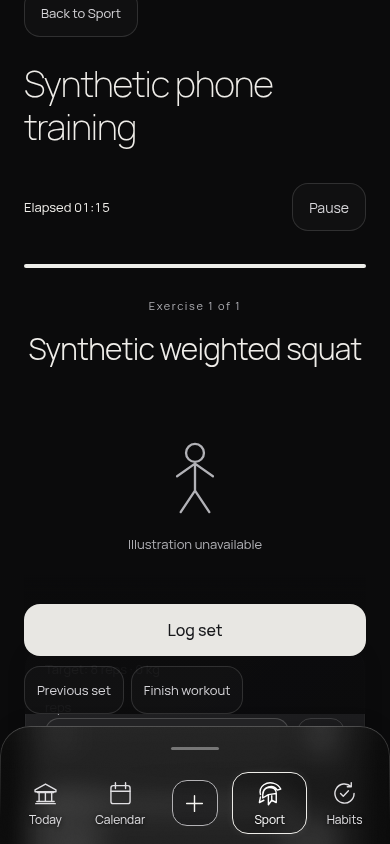 Back to Sport
Synthetic phone
training
Elapsed 01:15
Pause
Exercise 1 of 1
Synthetic weighted squat
Illustration unavailable
Log set
Previous set
Finish workout
reps
Today
Calendar
Sport
Habits